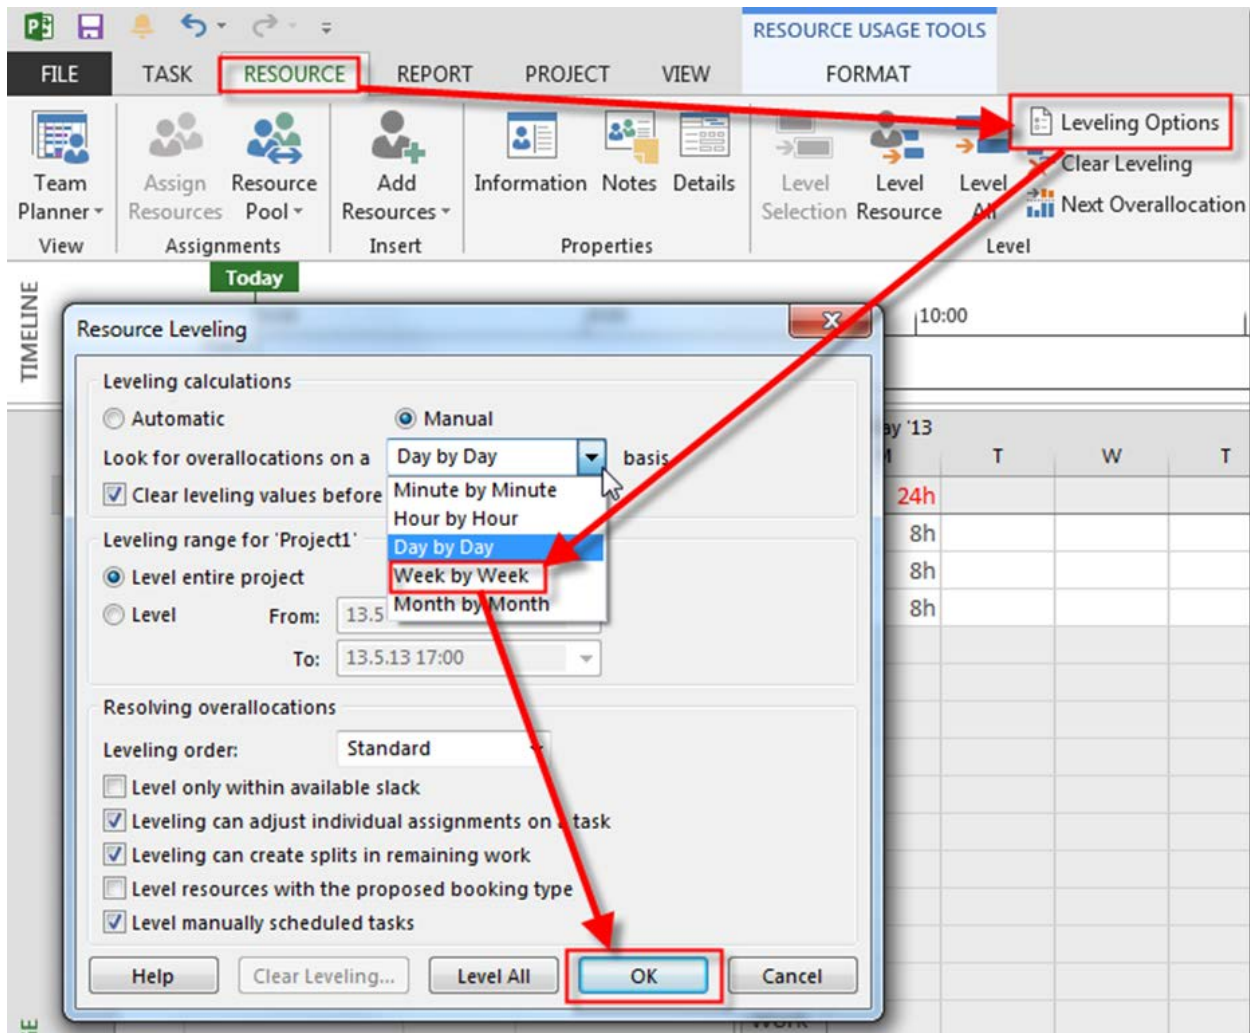 RESOURCE USAGE TOOLS
FILE TASK RESOURCE REPORT PROJECT VIEW FORMAT
Team Planner
Assign Resources
Resource Pool
Add Resources
Information Notes Details
Level Selection
Level Resource
Level All
Leveling Options
Clear Leveling
Next Overallocation
View Assignments Insert Properties Level
TIMELINE
Today
10:00
Resource Leveling
Leveling calculations
Automatic Manual
Look for overallocations on a Day by Day basis
Clear leveling values before
Minute by Minute
Hour by Hour
Day by Day
Week by Week
Month by Month
Leveling range for 'Project1'
Level entire project
Level From: 13.5
To: 13.5.13 17:00
Resolving overallocations
Leveling order: Standard
Level only within available slack
Leveling can adjust individual assignments on a task
Leveling can create splits in remaining work
Level resources with the proposed booking type
Level manually scheduled tasks
Help Clear Leveling... Level All OK Cancel
ay '13
T W T
24h
8h
8h
8h